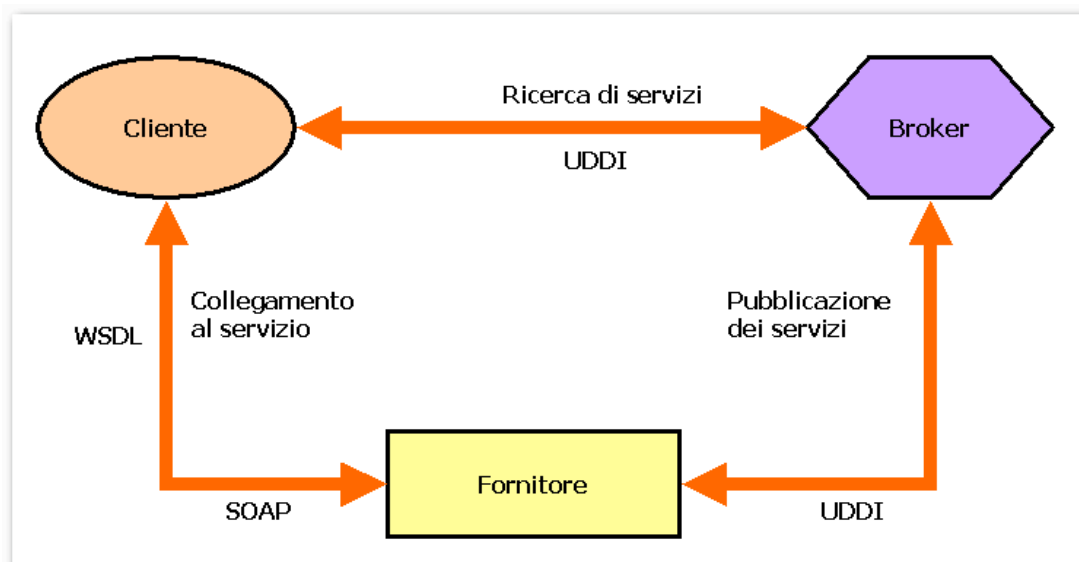 Ricerca di servizi
Cliente
Broker
UDDI
Collegamento
al servizio
WSDL
Pubblicazione
dei servizi
Fornitore
SOAP
UDDI